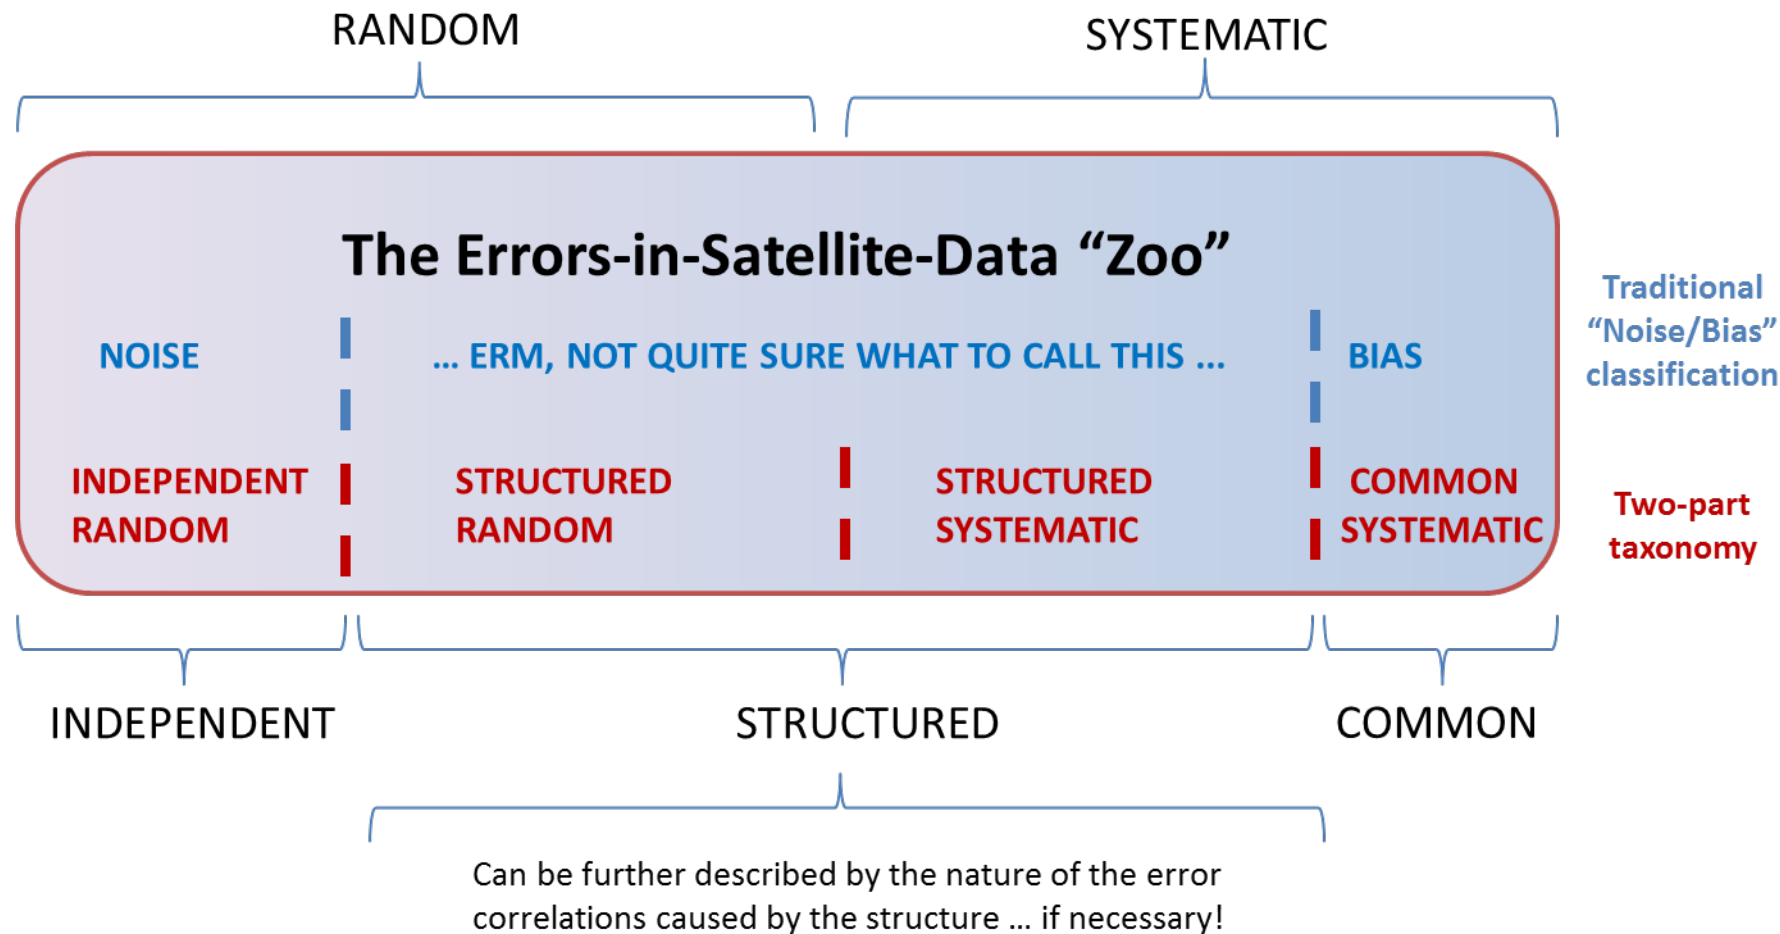 RANDOM
SYSTEMATIC
The Errors-in-Satellite-Data “Zoo”
NOISE
... ERM, NOT QUITE SURE WHAT TO CALL THIS ...
BIAS
Traditional
“Noise/Bias”
classification
INDEPENDENT
RANDOM
STRUCTURED
RANDOM
STRUCTURED
SYSTEMATIC
COMMON
SYSTEMATIC
Two-part
taxonomy
INDEPENDENT
STRUCTURED
COMMON
Can be further described by the nature of the error
correlations caused by the structure ... if necessary!